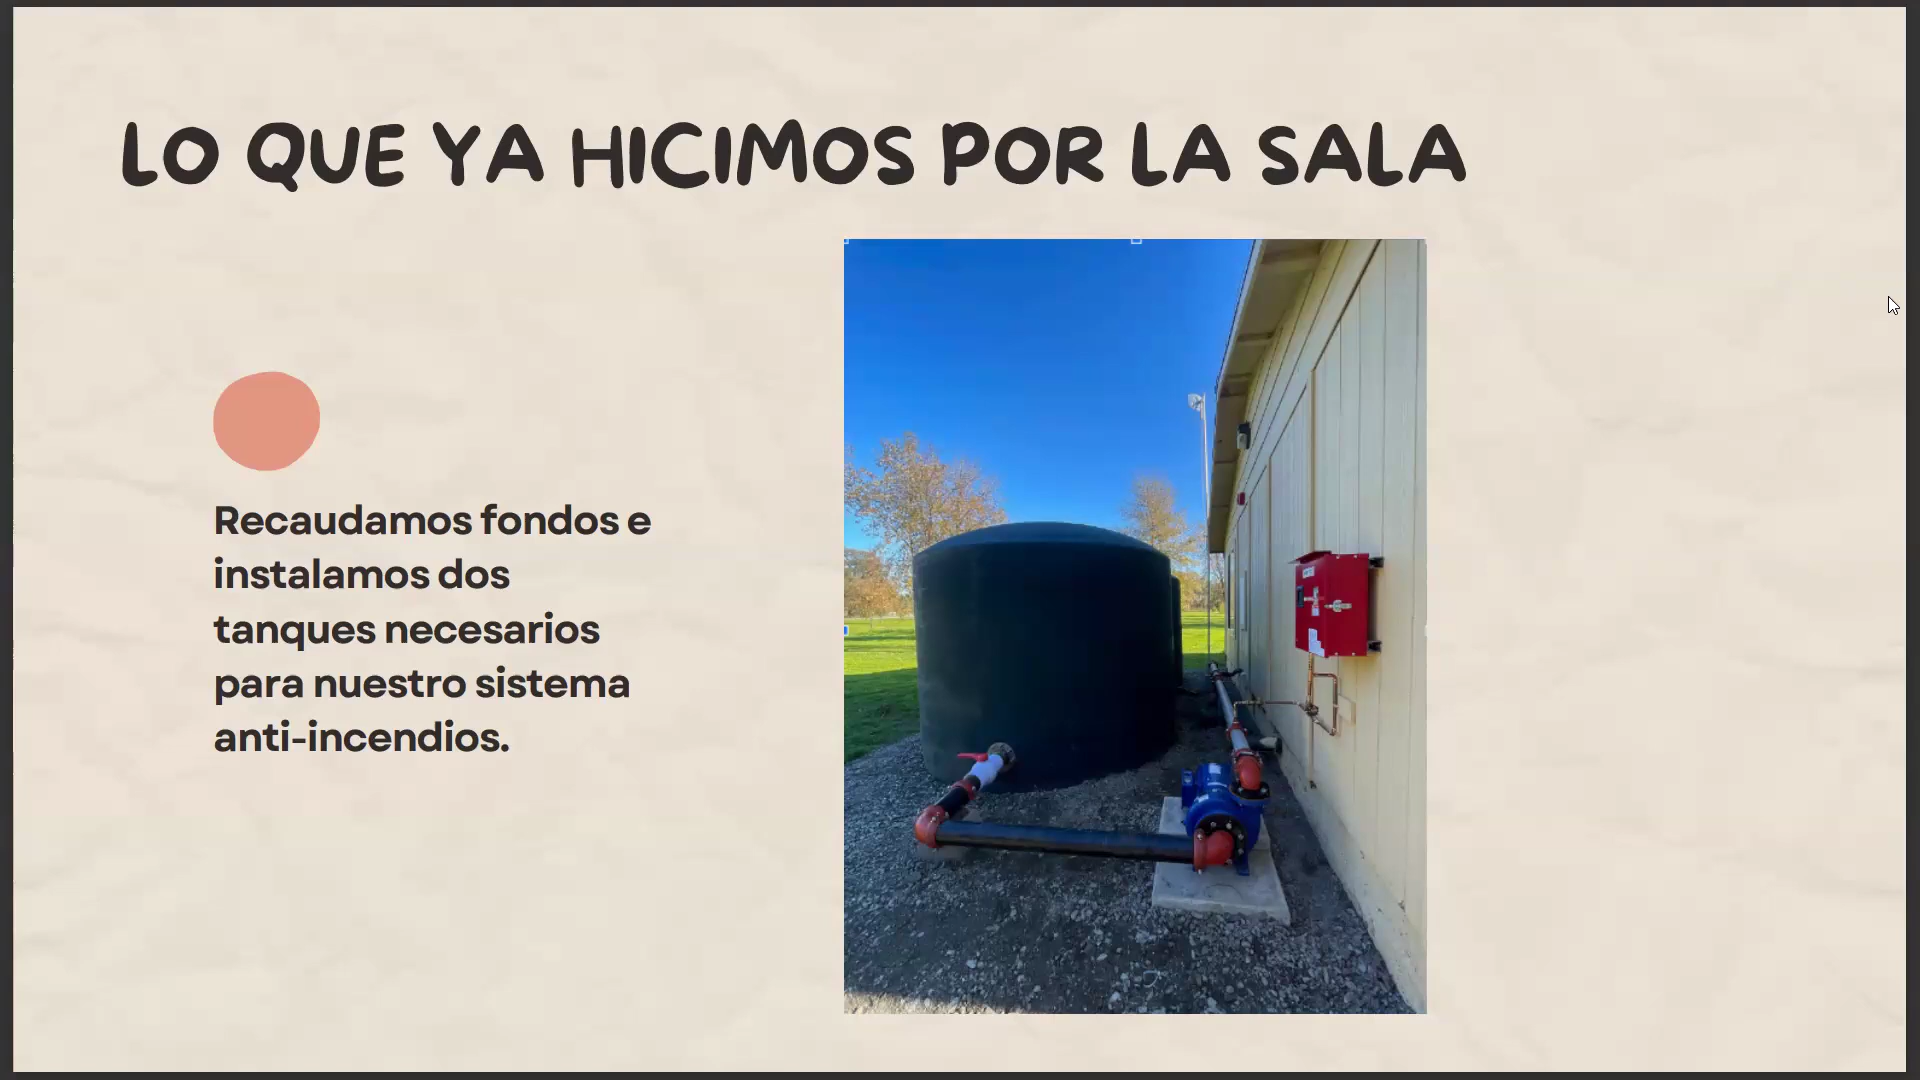 LO QUE YA HICIMOS POR LA SALA
Recaudamos fondos e
instalamos dos
tanques necesarios
para nuestro sistema
anti-incendios.